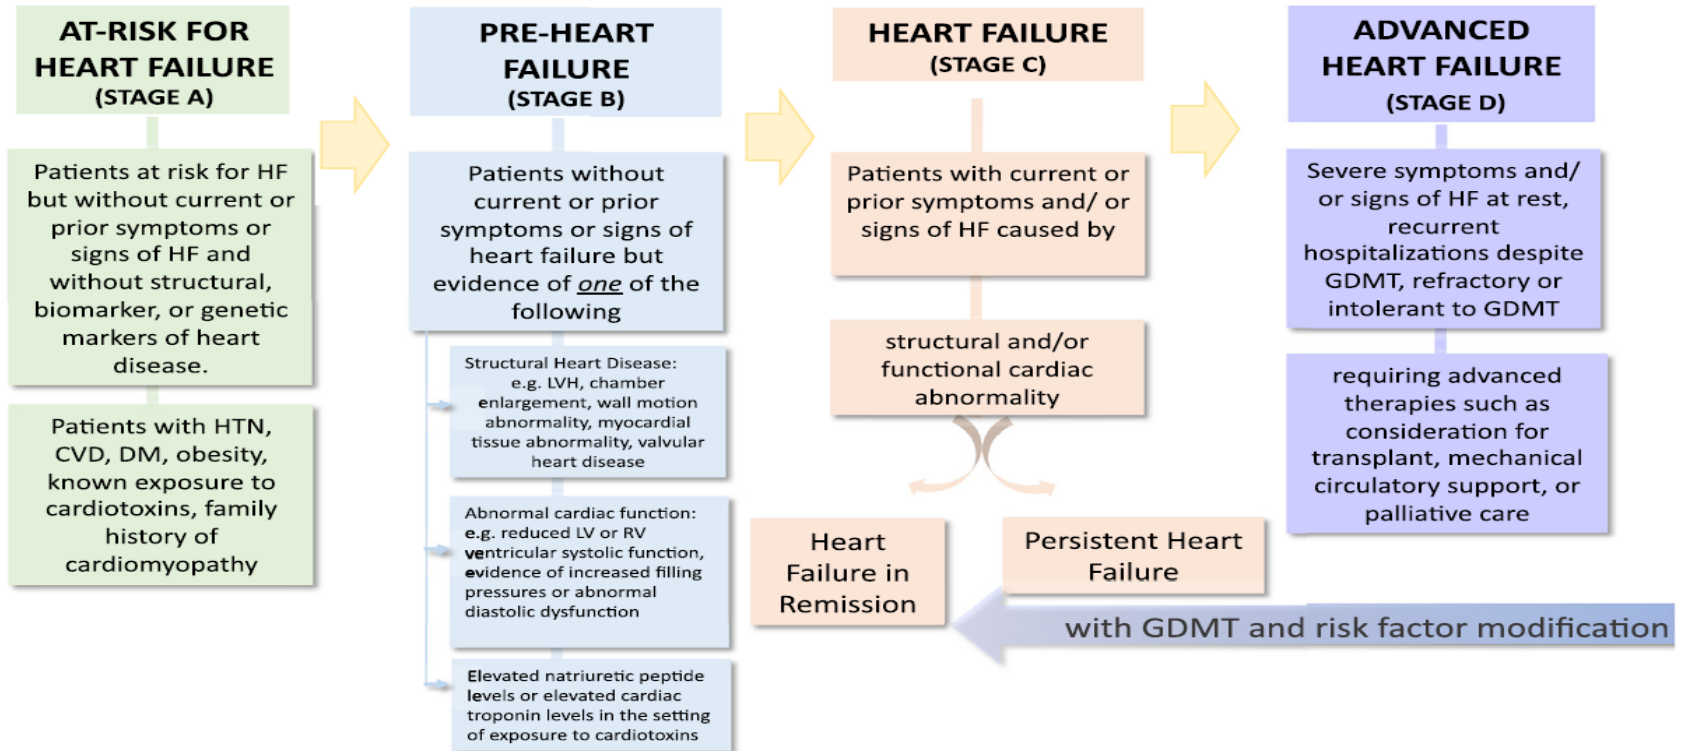 AT-RISK FOR
HEART FAILURE
(STAGE A)
Patients at risk for HF
but without current or
prior symptoms or
signs of HF and
without structural,
biomarker, or genetic
markers of heart
disease.
Patients with HTN,
CVD, DM, obesity,
known exposure to
cardiotoxins, family
history of
cardiomyopathy
PRE-HEART
FAILURE
(STAGE B)
Patients without
current or prior
symptoms or signs of
heart failure but
evidence of one of the
following
Structural Heart Disease:
e.g. LVH, chamber
enlargement, wall motion
abnormality, myocardial
tissue abnormality, valvular
heart disease
Abnormal cardiac function:
e.g. reduced LV or RV
ventricular systolic function,
evidence of increased filling
pressures or abnormal
diastolic dysfunction
Elevated natriuretic peptide
levels or elevated cardiac
troponin levels in the setting
of exposure to cardiotoxins
HEART FAILURE
(STAGE C)
Patients with current or
prior symptoms and/ or
signs of HF caused by
structural and/or
functional cardiac
abnormality
Heart
Failure in
Remission
Persistent Heart
Failure
with GDMT and risk factor modification
ADVANCED
HEART FAILURE
(STAGE D)
Severe symptoms and/
or signs of HF at rest,
recurrent
hospitalizations despite
GDMT, refractory or
intolerant to GDMT
requiring advanced
therapies such as
consideration for
transplant, mechanical
circulatory support, or
palliative care